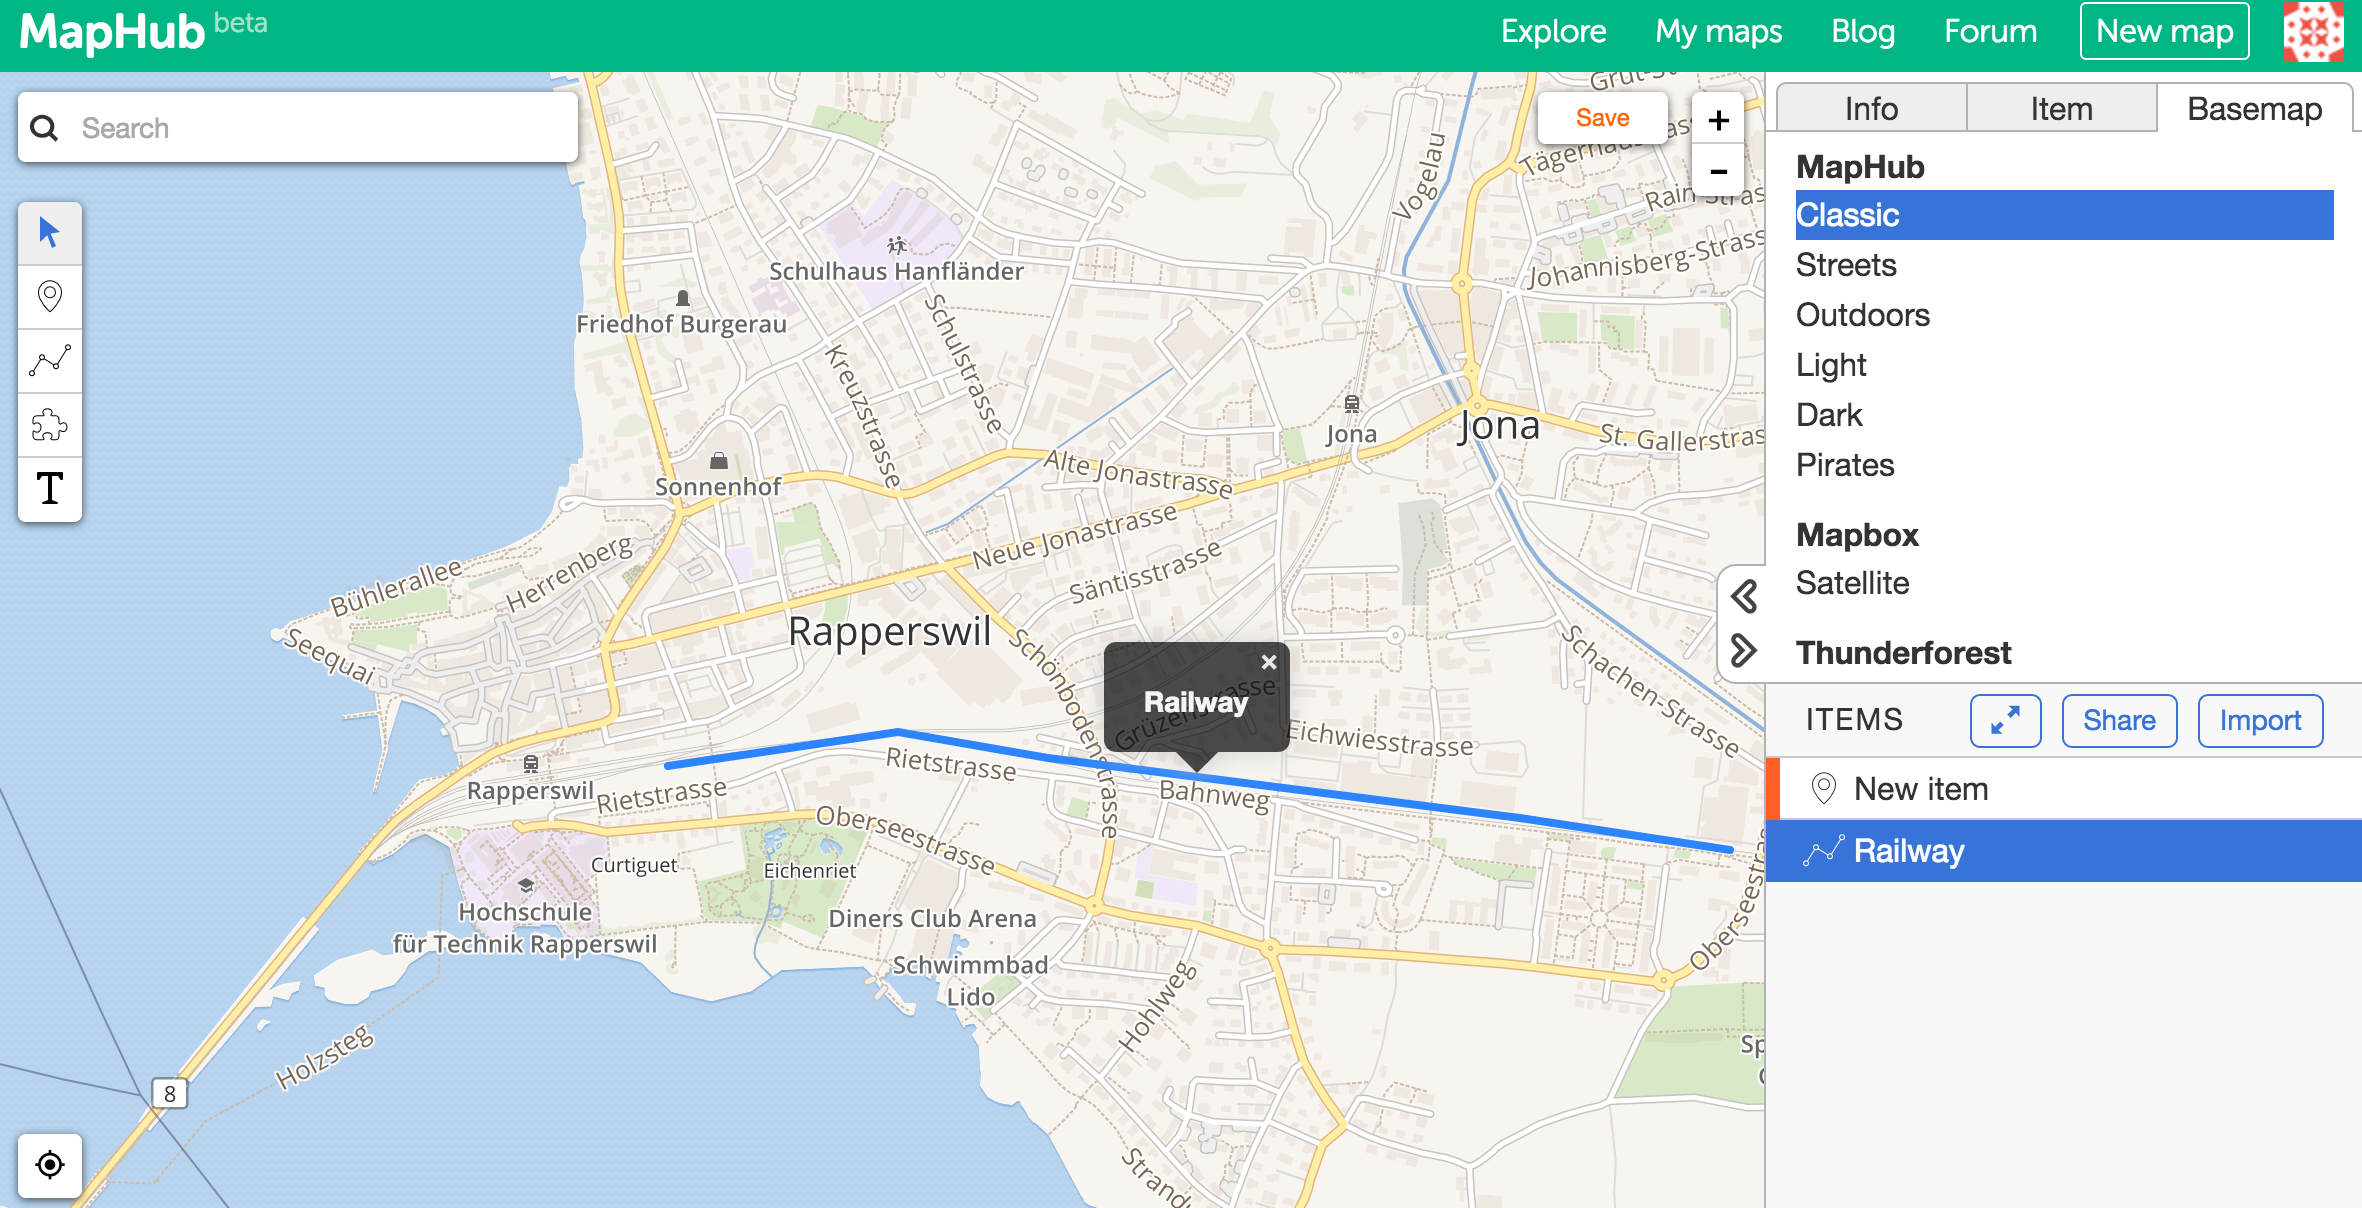 MapHub beta
Explore
My maps
Blog
Forum
New map
Search
Save
+
-
Info
Item
Basemap
MapHub
Classic
Streets
Outdoors
Light
Dark
Pirates
Mapbox
Satellite
Thunderforest
ITEMS
Share
Import
New item
Railway
T
Vogelau
Johannisberg-Strass
Schulhaus Hanfländer
Friedhof Burgerau
Schulstrasse
Kreuzstrasse
Jona
Jona
St. Gallerstras
Sonnenhof
Alte Jonastrasse
Neue Jonastrasse
Säntisstrasse
Bühlerallee
Herrenberg
Seequai
Rapperswil
Schönbodenstrasse
Schachen-Strasse
×
Railway
Grüzenstrasse
Eichwiesstrasse
Rietstrasse
Bahnweg
Rapperswil
Rietstrasse
Oberseestrasse
Curtiguet
Eichenriet
Hochschule
für Technik Rapperswil
Diners Club Arena
Oberseestras
Schwimmbad
Lido
Hohlweg
Holzsteg
8
Sp